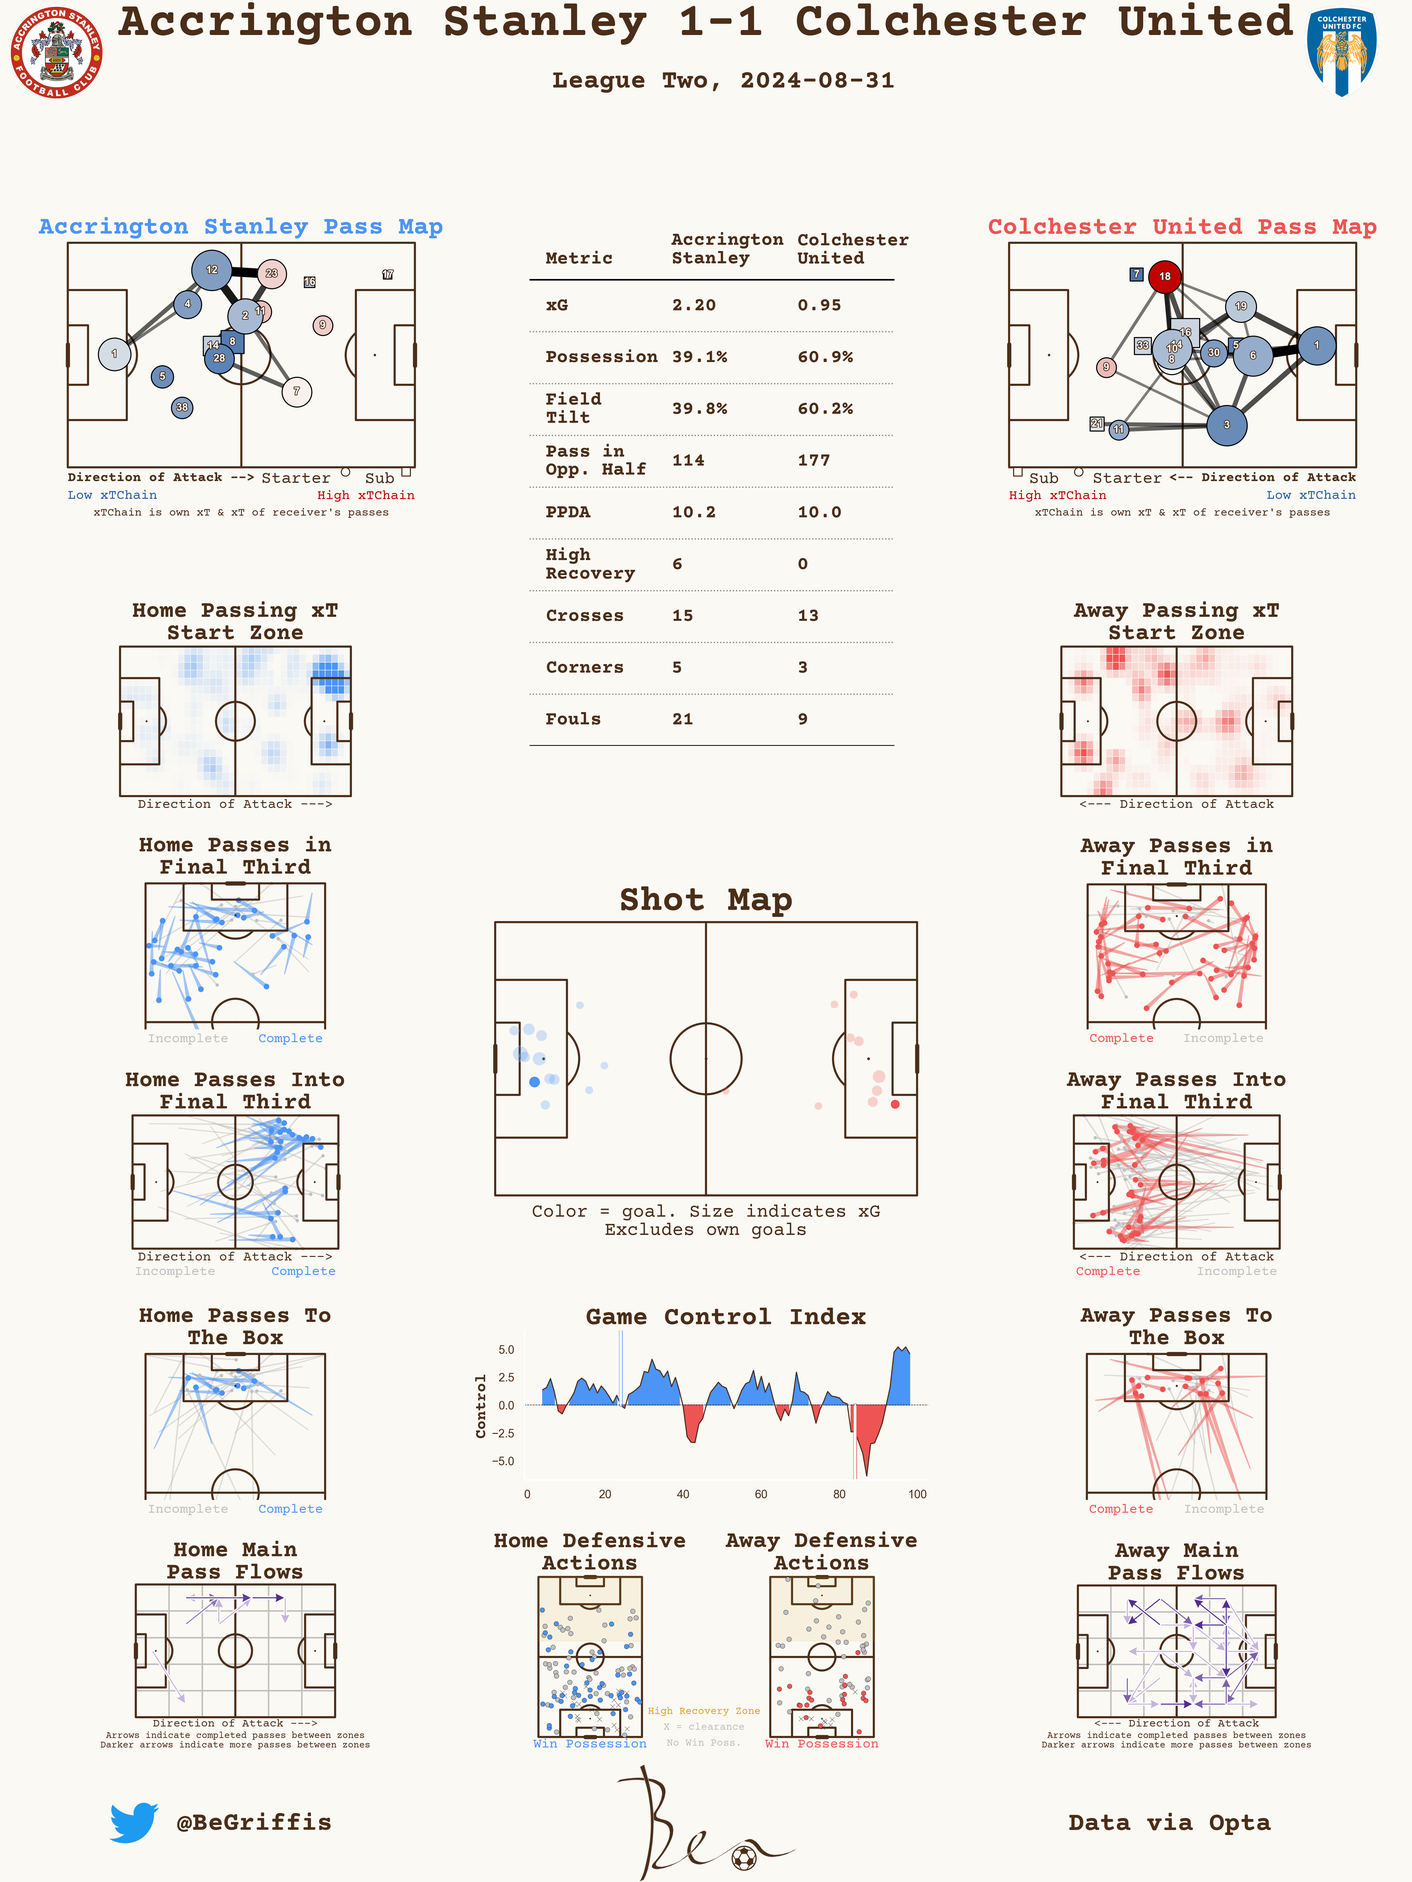 Accrington Stanley 1-1 Colchester United
League Two, 2024-08-31
ACCRINGTON STANLEY
FOOTBALL CLUB
COLCHESTER
UNITED FC
Accrington Stanley Pass Map
12
23
16
17
4
11
2
9
14
8
1
28
5
7
38
Direction of Attack --> Starter Sub
Low xTChain High xTChain
xTChain is own xT & xT of receiver's passes
Metric Accrington Stanley Colchester United
xG 2.20 0.95
Possession 39.1% 60.9%
Field Tilt 39.8% 60.2%
Pass in Opp. Half 114 177
PPDA 10.2 10.0
High Recovery 6 0
Crosses 15 13
Corners 5 3
Fouls 21 9
Colchester United Pass Map
7
18
19
16
33
10
14
30
5
6
1
8
9
21
11
3
Sub Starter <-- Direction of Attack
High xTChain Low xTChain
xTChain is own xT & xT of receiver's passes
Home Passing xT
Start Zone
Direction of Attack --->
Away Passing xT
Start Zone
<--- Direction of Attack
Home Passes in
Final Third
Incomplete Complete
Away Passes in
Final Third
Complete Incomplete
Shot Map
Color = goal. Size indicates xG
Excludes own goals
Home Passes Into
Final Third
Direction of Attack --->
Incomplete Complete
Away Passes Into
Final Third
<--- Direction of Attack
Complete Incomplete
Home Passes To
The Box
Incomplete Complete
Game Control Index
Control
5.0
2.5
0.0
−2.5
−5.0
0 20 40 60 80 100
Away Passes To
The Box
Complete Incomplete
Home Main
Pass Flows
Direction of Attack --->
Arrows indicate completed passes between zones
Darker arrows indicate more passes between zones
Home Defensive
Actions
Win Possession
Away Defensive
Actions
Win Possession
High Recovery Zone
X = clearance
No Win Poss.
Away Main
Pass Flows
<--- Direction of Attack
Arrows indicate completed passes between zones
Darker arrows indicate more passes between zones
@BeGriffis
Ben
Data via Opta